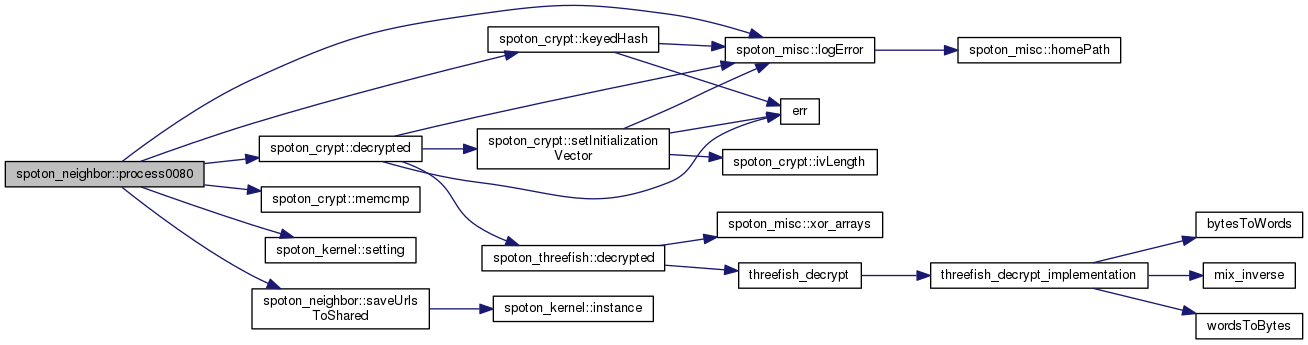 spoton_neighbor::process0080
spoton_crypt::keyedHash
spoton_misc::logError
spoton_misc::homePath
err
spoton_crypt::decrypted
spoton_crypt::setInitialization
Vector
spoton_crypt::ivLength
spoton_crypt::memcmp
spoton_kernel::setting
spoton_threefish::decrypted
spoton_misc::xor_arrays
threefish_decrypt
threefish_decrypt_implementation
bytesToWords
mix_inverse
wordsToBytes
spoton_neighbor::saveUrls
ToShared
spoton_kernel::instance